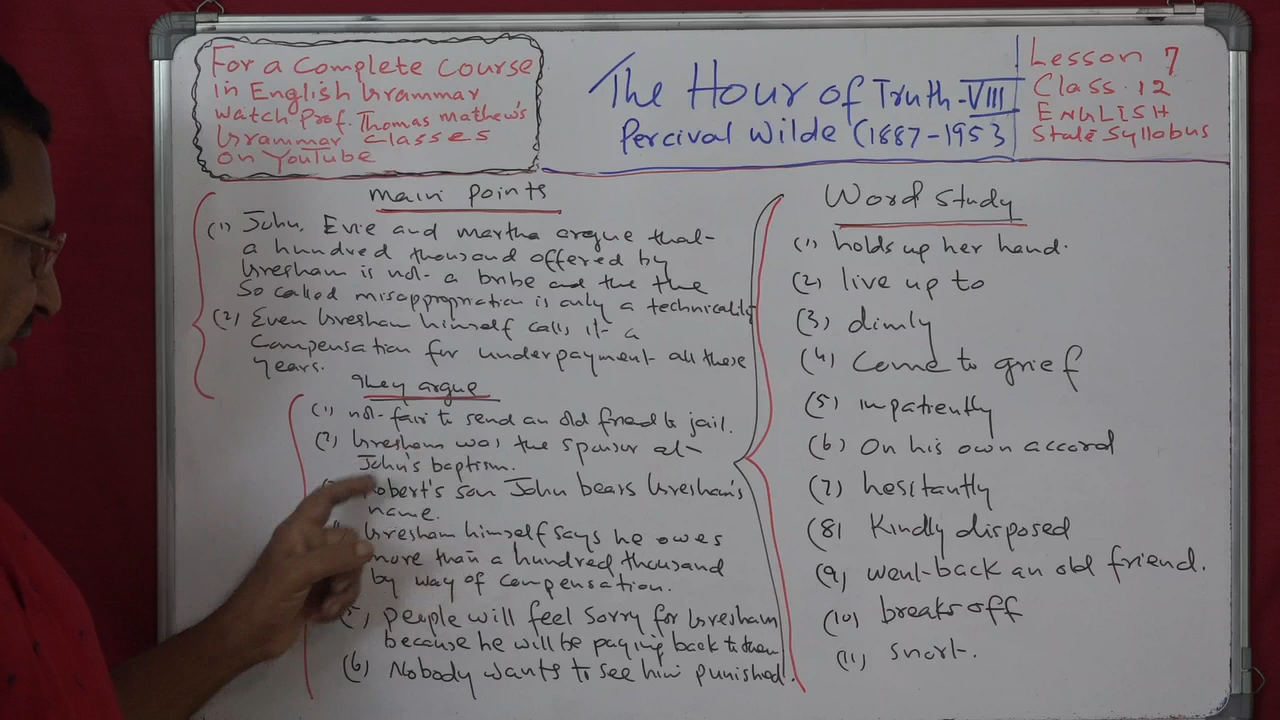 For a Complete Course
in English Grammar
Watch Prof. Thomas Mathew's
Grammar Classes
on YouTube
The Hour of Truth-VIII
Percival Wilde (1887-1953
Lesson 7
Class. 12
ENGLISH
State Syllabus
Main Points
(1) John, Evie and Martha argue that
a hundred thousand offered by
Gresham is not a bribe and the the
so called misappropriation is only a technicality
(2) Even Gresham himself calls it a
compensation for underpayment all these
years.
They argue
(1) not fair to send an old friend to jail.
(2) Gresham was the sponsor at
John's baptism.
Robert's son John bears Gresham's
name.
Gresham himself says he owes
more than a hundred thousand
by way of compensation.
(5) People will feel sorry for Gresham
because he will be paying back to them
(6) Nobody wants to see him punished.
Word Study
(1) holds up her hand.
(2) live up to
(3) dimly
(4) Come to grief
(5) impatiently
(6) On his own accord
(7) hesitantly
(8) Kindly disposed
(9) went back an old friend.
(10) breaks off
(11) snort.